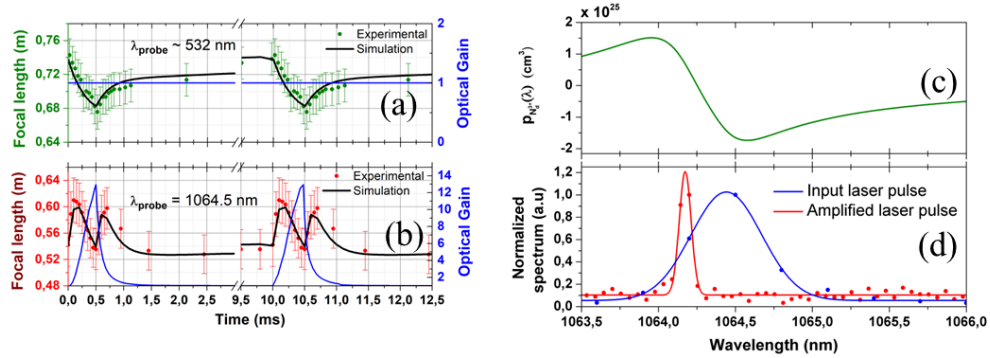 Focal length (m)
0,76
0,72
0,68
0,64
λprobe ~ 532 nm
Experimental
Simulation
(a)
2
1
0
Optical Gain
Focal length (m)
0,64
0,60
0,56
0,52
0,48
λprobe = 1064.5 nm
Experimental
Simulation
(b)
14
12
10
8
6
4
2
Optical Gain
0,0 0,5 1,0 1,5 2,0 2,5 3,0 9,5 10,0 10,5 11,0 11,5 12,0 12,5
Time (ms)
x 10²⁵
2
1
0
-1
-2
(c)
1,2
1,0
0,8
0,6
0,4
0,2
0,0
Normalized
spectrum (a.u)
Input laser pulse
Amplified laser pulse
(d)
1063,5 1064,0 1064,5 1065,0 1065,5 1066,0
Wavelength (nm)